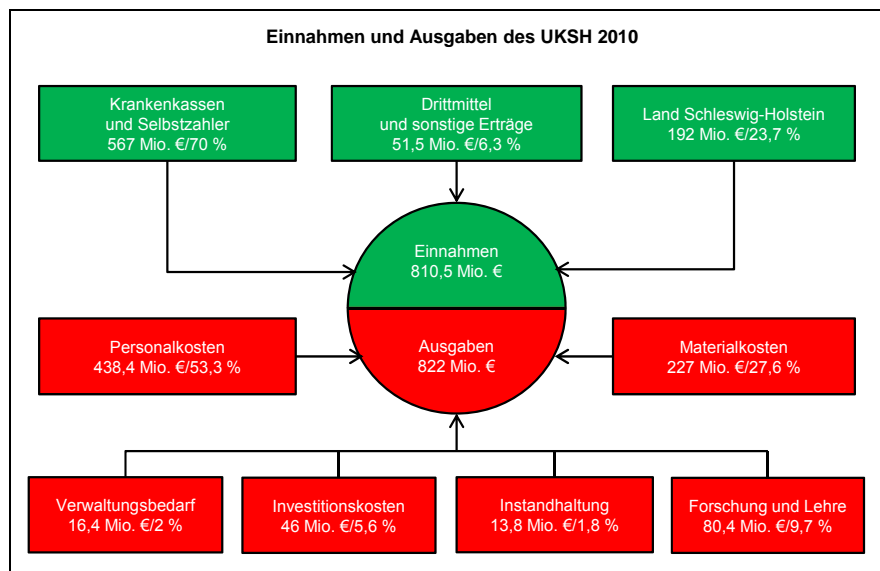 Einnahmen und Ausgaben des UKSH 2010
Krankenkassen
und Selbstzahler
567 Mio. €/70 %
Drittmittel
und sonstige Erträge
51,5 Mio. €/6,3 %
Land Schleswig-Holstein
192 Mio. €/23,7 %
Einnahmen
810,5 Mio. €
Personalkosten
438,4 Mio. €/53,3 %
Ausgaben
822 Mio. €
Materialkosten
227 Mio. €/27,6 %
Verwaltungsbedarf
16,4 Mio. €/2 %
Investitionskosten
46 Mio. €/5,6 %
Instandhaltung
13,8 Mio. €/1,8 %
Forschung und Lehre
80,4 Mio. €/9,7 %